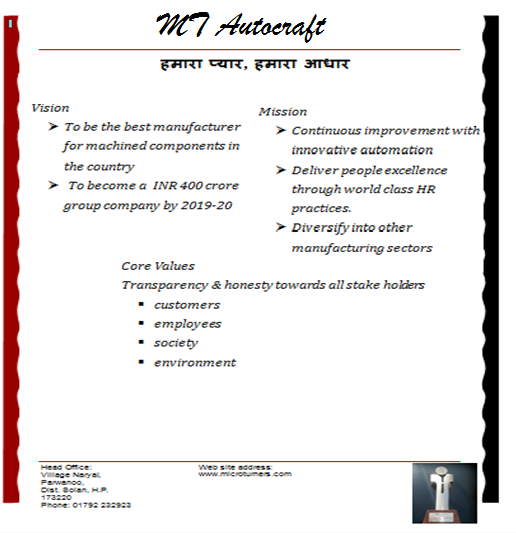 MT Autocraft
हमारा प्यार, हमारा आधार
Vision
➢ To be the best manufacturer
for machined components in
the country
➢ To become a INR 400 crore
group company by 2019-20
Mission
➢ Continuous improvement with
innovative automation
➢ Deliver people excellence
through world class HR
practices.
➢ Diversify into other
manufacturing sectors
Core Values
Transparency & honesty towards all stake holders
▪ customers
▪ employees
▪ society
▪ environment
Head Office:
Village Naryal,
Parwanoo,
Dist. Solan, H.P.
173220
Phone: 01792 232923
Web site address:
www.microturners.com